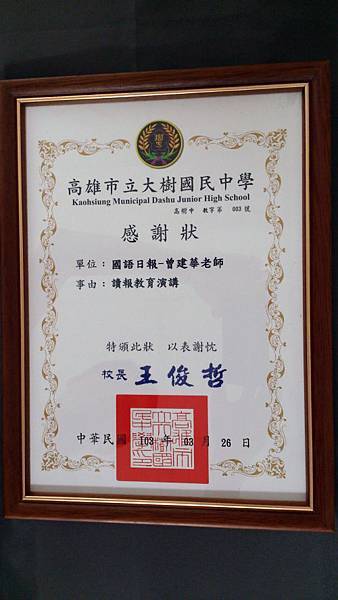 高雄市立大樹國民中學
Kaohsiung Municipal Dashu Junior High School
高樹中 教字第 003 號
感謝狀
單位：國語日報-曾建華老師
事由：讀報教育演講
特頒此狀 以表謝忱
校長 王俊哲
中華民國 103 年 03 月 26 日